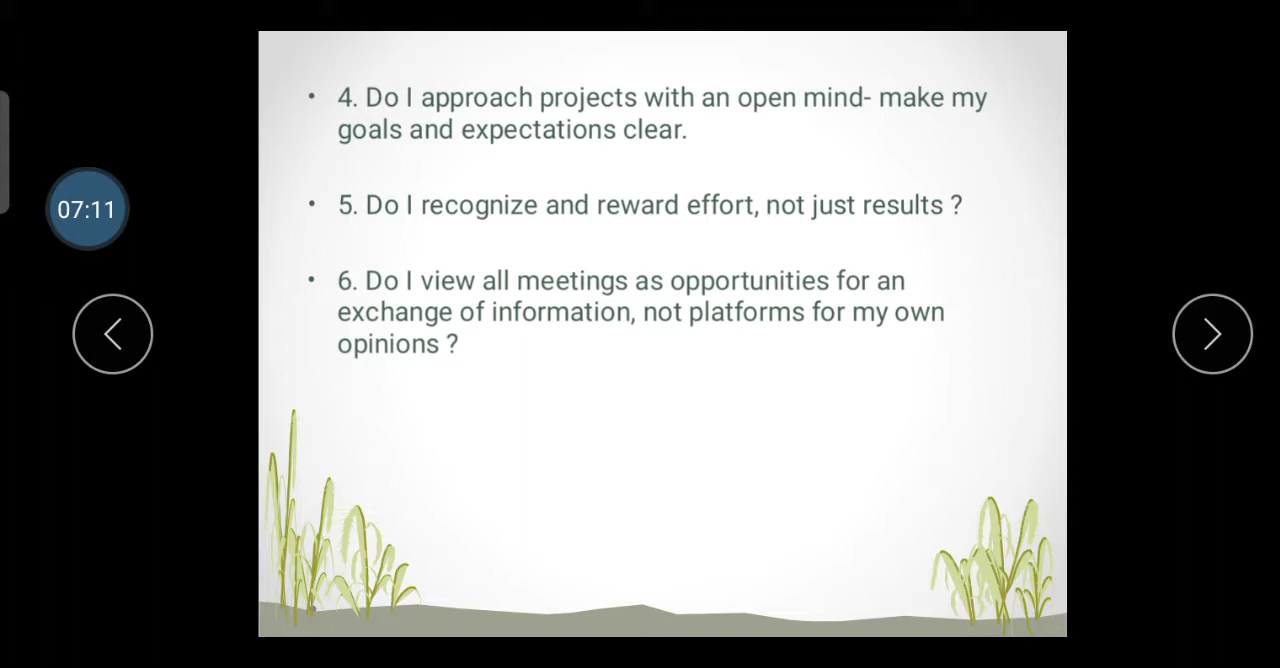 • 4. Do I approach projects with an open mind- make my
goals and expectations clear.
07:11
• 5. Do I recognize and reward effort, not just results ?
• 6. Do I view all meetings as opportunities for an
exchange of information, not platforms for my own
opinions ?